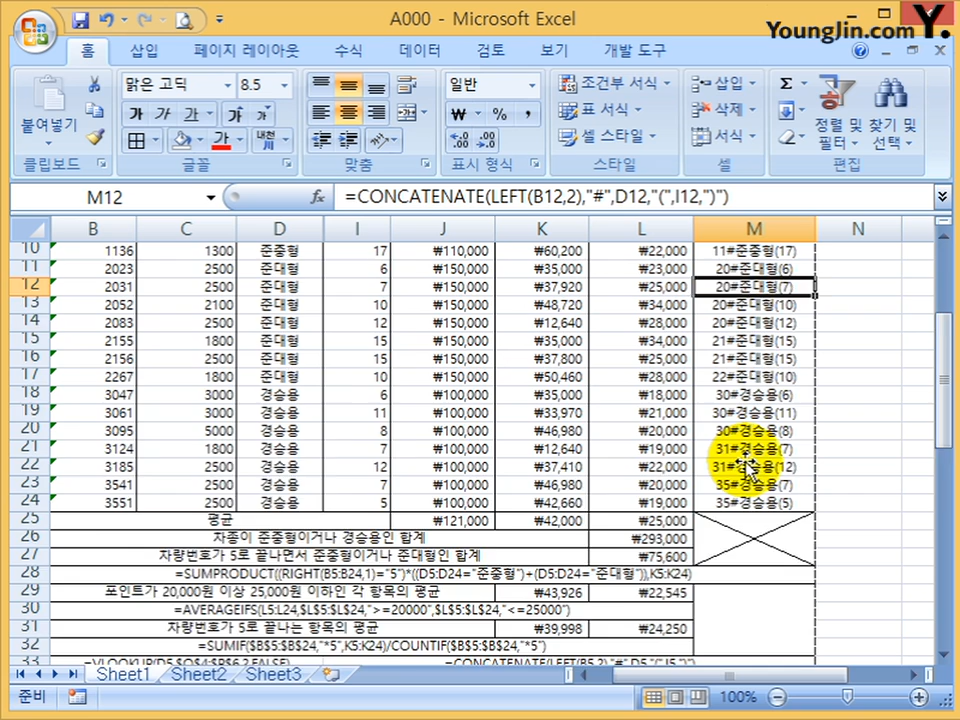 A000 - Microsoft Excel
YoungJin.com Y.
홈 삽입 페이지 레이아웃 수식 데이터 검토 보기 개발 도구
맑은 고딕 8.5 일반 조건부 서식 삽입 Σ
붙여넣기 가 가 가 가 가 ₩ % , 표 서식 삭제 정렬 및 필터 찾기 및 선택
가 내천 셀 스타일 서식
클립보드 글꼴 맞춤 표시 형식 스타일 셀 편집
M12 fx =CONCATENATE(LEFT(B12,2),"#",D12,"(",I12,")")
B C D I J K L M N
10 1136 1300 준중형 17 ₩110,000 ₩60,200 ₩22,000 11#준중형(17)
11 2023 2500 준대형 6 ₩150,000 ₩35,000 ₩23,000 20#준대형(6)
12 2031 2500 준대형 7 ₩150,000 ₩37,920 ₩25,000 20#준대형(7)
13 2052 2100 준대형 10 ₩150,000 ₩48,720 ₩34,000 20#준대형(10)
14 2083 2500 준대형 12 ₩150,000 ₩12,640 ₩28,000 20#준대형(12)
15 2155 1800 준대형 15 ₩150,000 ₩35,000 ₩34,000 21#준대형(15)
16 2156 2500 준대형 15 ₩150,000 ₩37,800 ₩25,000 21#준대형(15)
17 2267 1800 준대형 10 ₩150,000 ₩50,460 ₩28,000 22#준대형(10)
18 3047 3000 경승용 6 ₩100,000 ₩35,000 ₩18,000 30#경승용(6)
19 3061 3000 경승용 11 ₩100,000 ₩33,970 ₩21,000 30#경승용(11)
20 3095 5000 경승용 8 ₩100,000 ₩46,980 ₩20,000 30#경승용(8)
21 3124 1800 경승용 7 ₩100,000 ₩12,640 ₩34,000 31#경승용(7)
22 3185 2500 경승용 12 ₩100,000 ₩37,410 ₩22,000 31#경승용(12)
23 3541 2500 경승용 7 ₩100,000 ₩46,980 ₩20,000 35#경승용(7)
24 3551 2500 경승용 5 ₩100,000 ₩42,660 ₩19,000 35#경승용(5)
25 평균 ₩121,000 ₩42,000 ₩25,000
26 차종이 준중형이거나 경승용인 합계 ₩293,000
27 차량번호가 5로 끝나면서 준중형이거나 준대형인 합계 ₩75,600
28 =SUMPRODUCT((RIGHT(B5:B24,1)="5")*((D5:D24="준중형")+(D5:D24="준대형")),K5:K24)
29 포인트가 20,000원 이상 25,000원 이하인 각 항목의 평균 ₩43,926 ₩22,545
30 =AVERAGEIFS(L5:L24,$L$5:$L$24,">=20000",$L$5:$L$24,"<=25000")
31 차량번호가 5로 끝나는 항목의 평균 ₩39,998 ₩24,250
32 =SUMIF($B$5:$B$24,"*5",K5:K24)/COUNTIF($B$5:$B$24,"*5")
33 =VLOOKUP(D5,$O$4:$P$6,2,FALSE) =CONCATENATE(LEFT(B5,2),"#",D5,"(",I5,")")
Sheet1 Sheet2 Sheet3
준비 100%